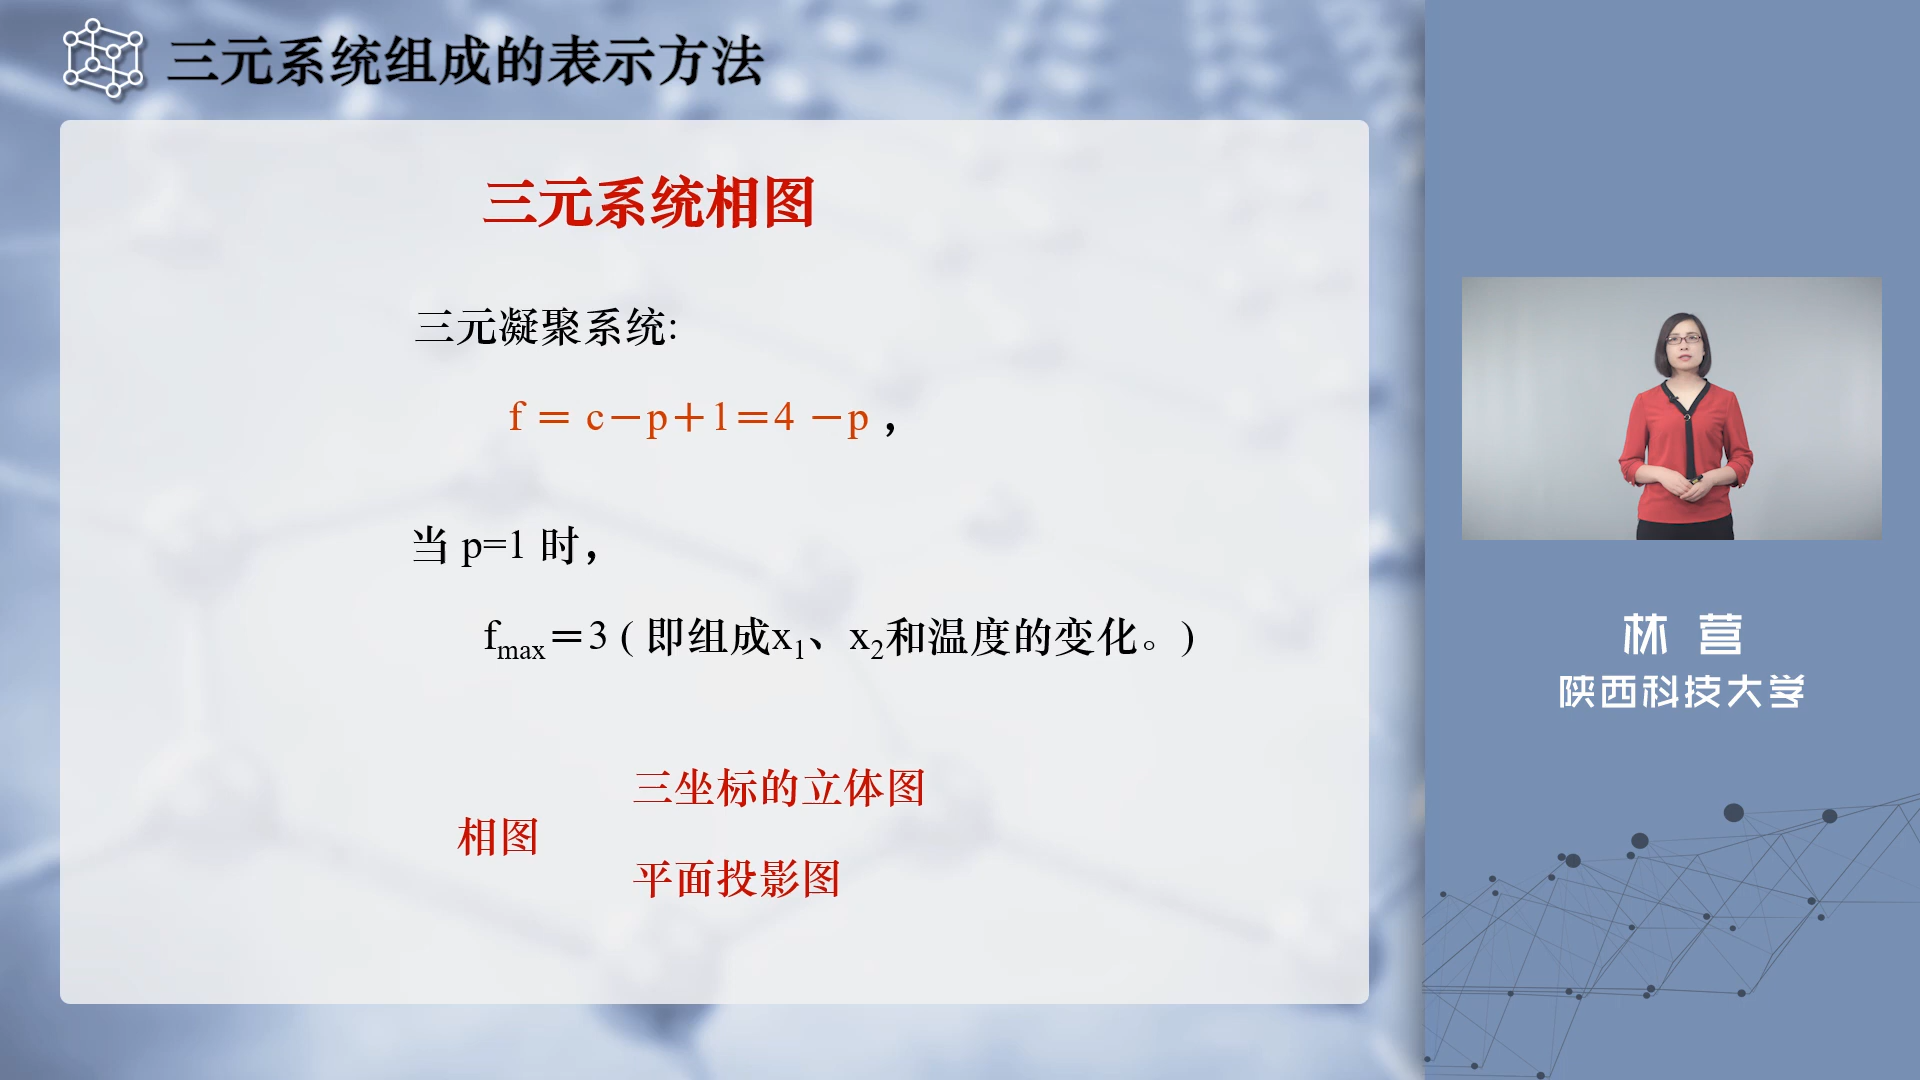 三元系统组成的表示方法
三元系统相图
三元凝聚系统:
f = c－p＋1＝4 －p ，
当 p=1 时，
fmax＝3 ( 即组成x1、x2和温度的变化。)
相图
三坐标的立体图
平面投影图
林 营
陕西科技大学